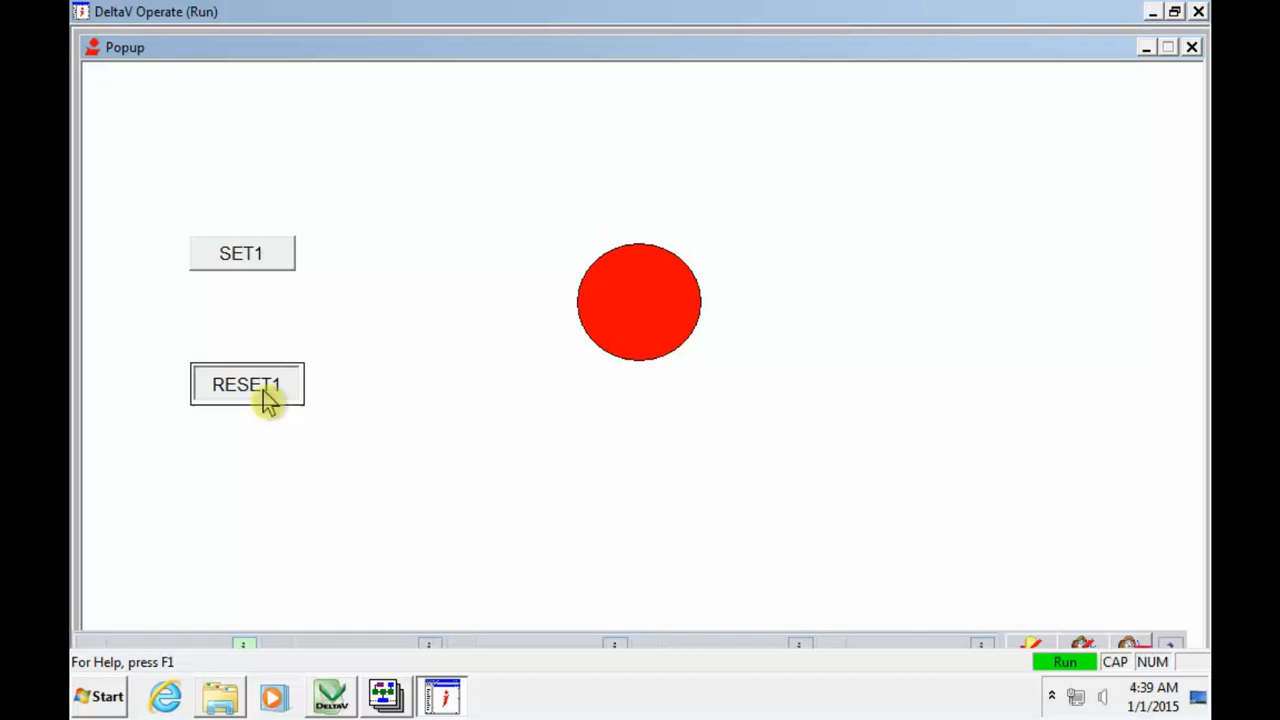 DeltaV Operate (Run)
Popup
SET1
RESET1
For Help, press F1
Run
CAP
NUM
Start
DELTAV
4:39 AM
1/1/2015